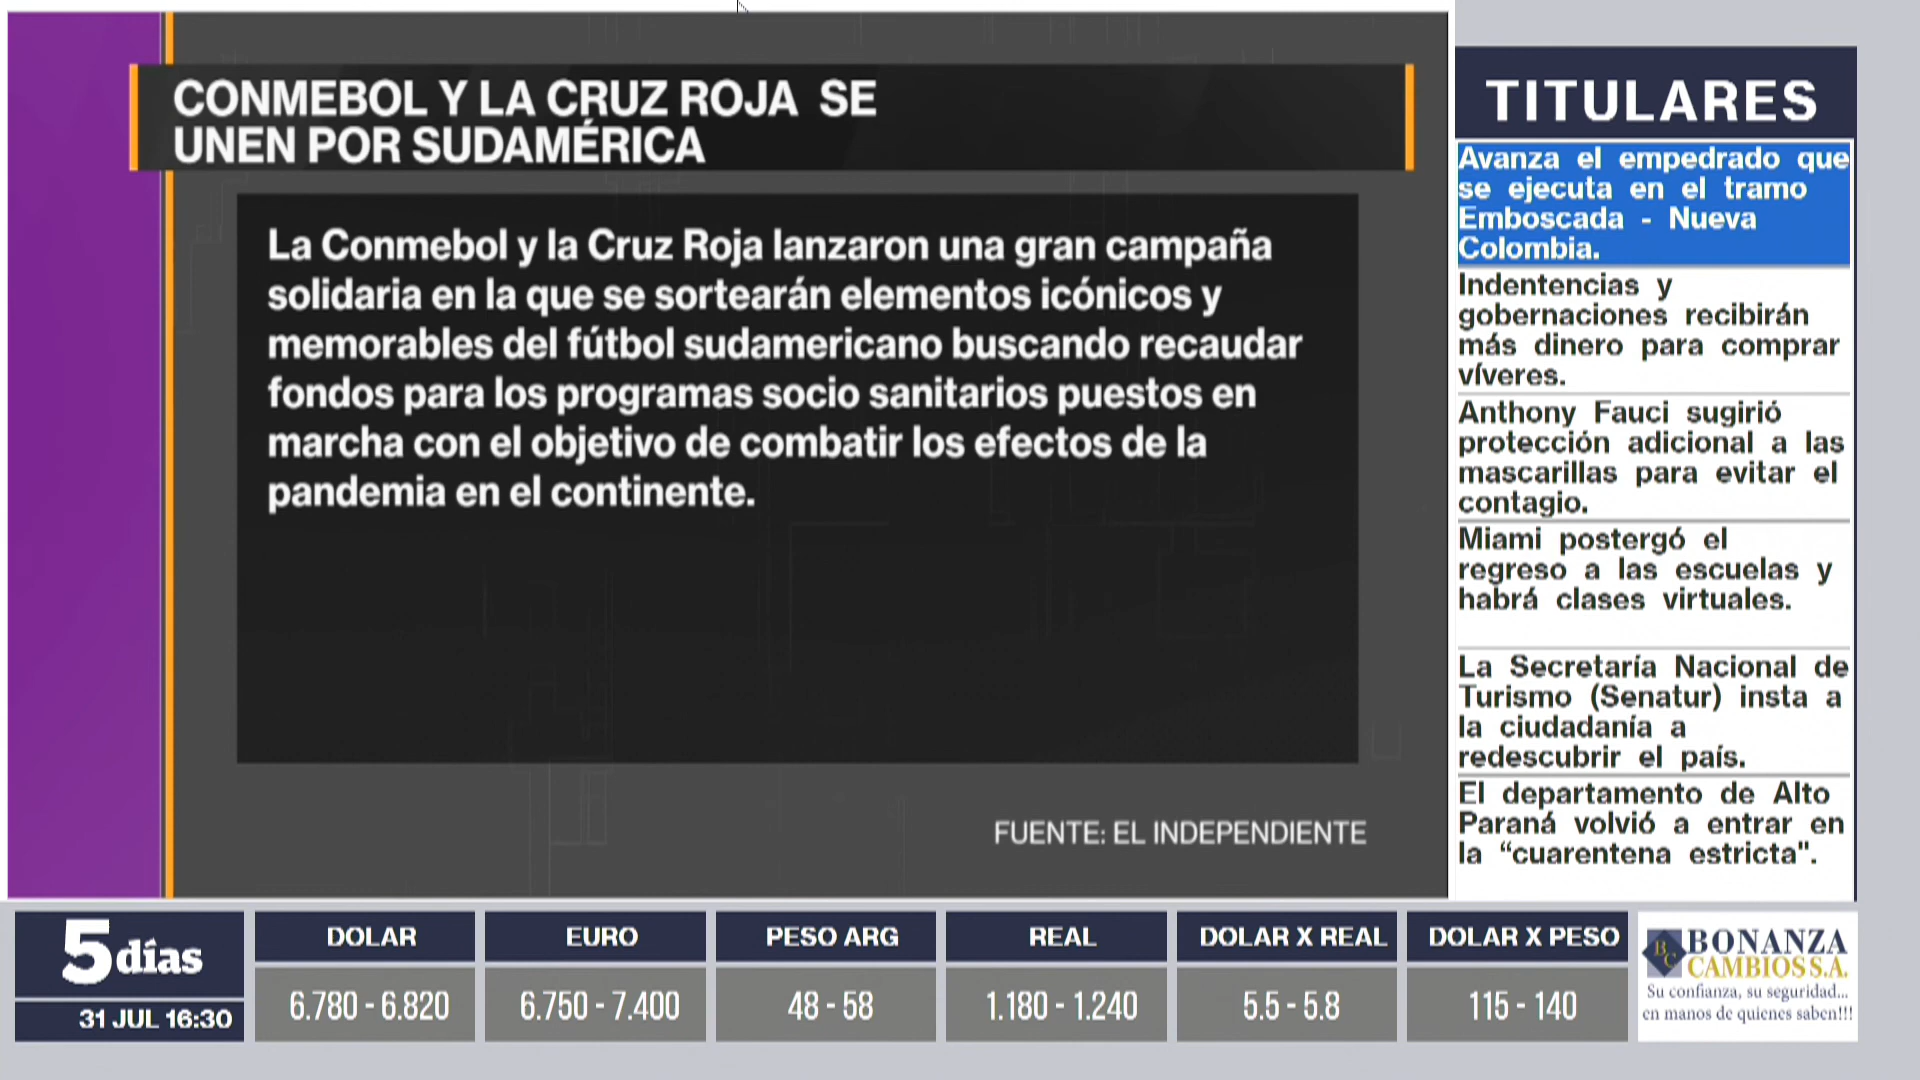 CONMEBOL Y LA CRUZ ROJA SE
UNEN POR SUDAMÉRICA
La Conmebol y la Cruz Roja lanzaron una gran campaña
solidaria en la que se sortearán elementos icónicos y
memorables del fútbol sudamericano buscando recaudar
fondos para los programas socio sanitarios puestos en
marcha con el objetivo de combatir los efectos de la
pandemia en el continente.
FUENTE: EL INDEPENDIENTE
TITULARES
Avanza el empedrado que
se ejecuta en el tramo
Emboscada - Nueva
Colombia.
Indentencias y
gobernaciones recibirán
más dinero para comprar
víveres.
Anthony Fauci sugirió
protección adicional a las
mascarillas para evitar el
contagio.
Miami postergó el
regreso a las escuelas y
habrá clases virtuales.
La Secretaría Nacional de
Turismo (Senatur) insta a
la ciudadanía a
redescubrir el país.
El departamento de Alto
Paraná volvió a entrar en
la “cuarentena estricta".
5días
31 JUL 16:30
DOLAR
6.780 - 6.820
EURO
6.750 - 7.400
PESO ARG
48 - 58
REAL
1.180 - 1.240
DOLAR X REAL
5.5 - 5.8
DOLAR X PESO
115 - 140
BC
BONANZA
CAMBIOS S.A.
Su confianza, su seguridad...
en manos de quienes saben!!!